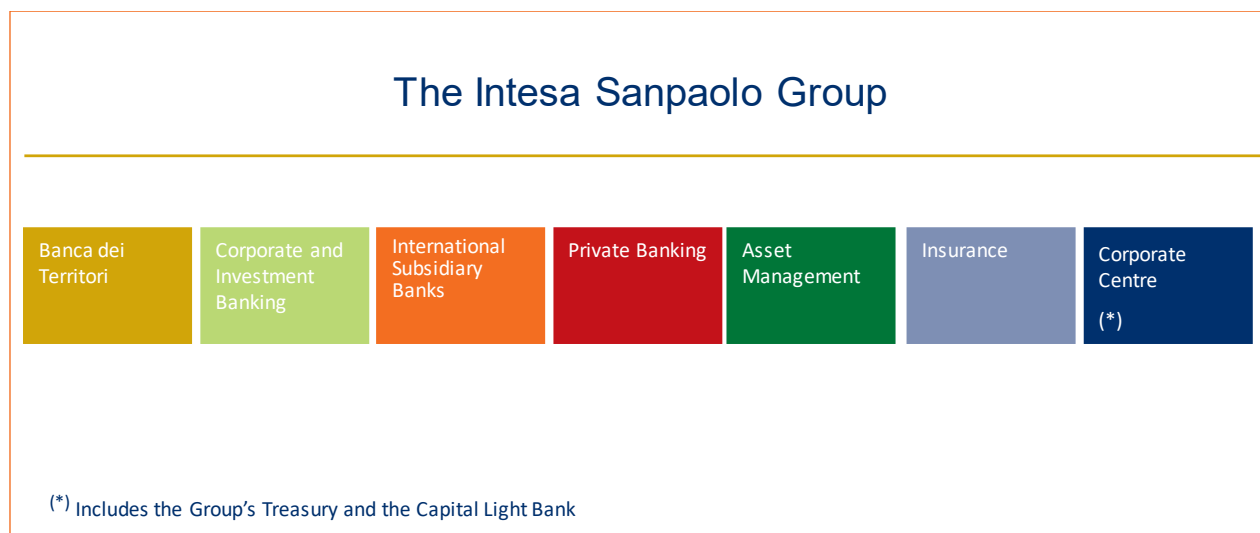 The Intesa Sanpaolo Group
Banca dei
Territori
Corporate and
Investment
Banking
International
Subsidiary
Banks
Private Banking
Asset
Management
Insurance
Corporate
Centre
(*)
(*) Includes the Group’s Treasury and the Capital Light Bank